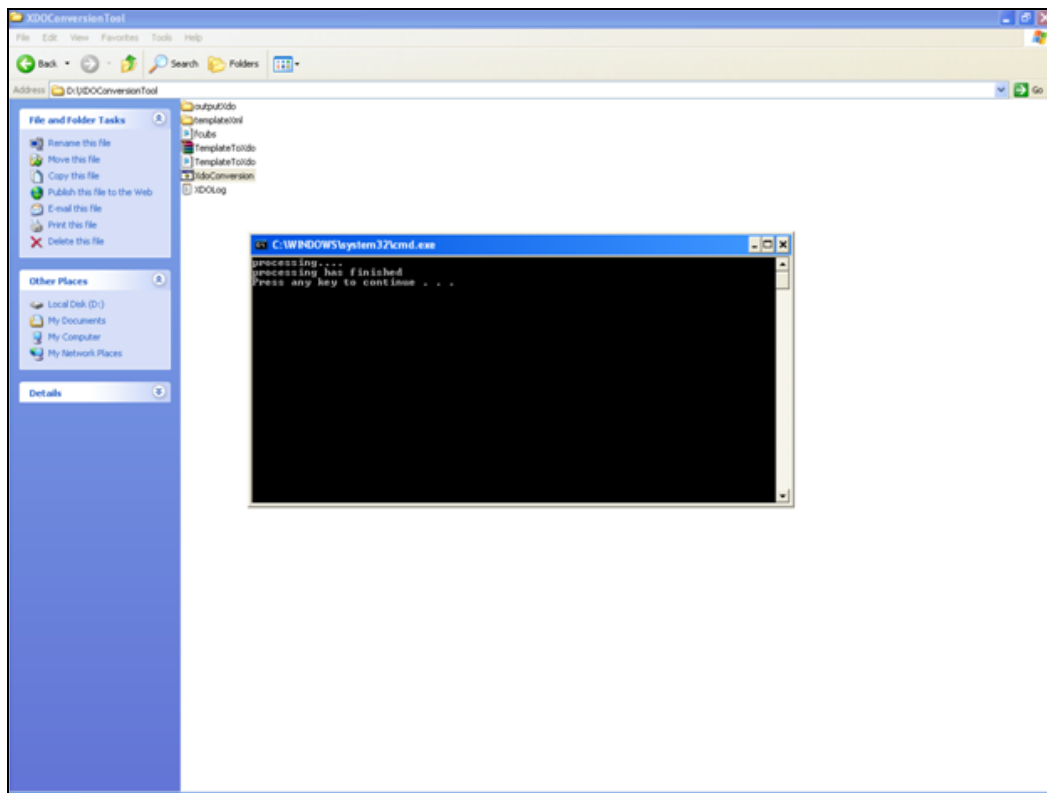 XDOConversionTool
File Edit View Favorites Tools Help
Back Search Folders
Address D:\XDOConversionTool Go
File and Folder Tasks
Rename this file
Move this file
Copy this file
Publish this file to the Web
E-mail this file
Print this file
Delete this file
Other Places
Local Disk (D:)
My Documents
My Computer
My Network Places
Details
outputXdo
templateXml
fcubs
TemplateToXdo
TemplateToXdo
XdoConversion
XDOLog
C:\WINDOWS\system32\cmd.exe
processing....
processing has finished
Press any key to continue . . .